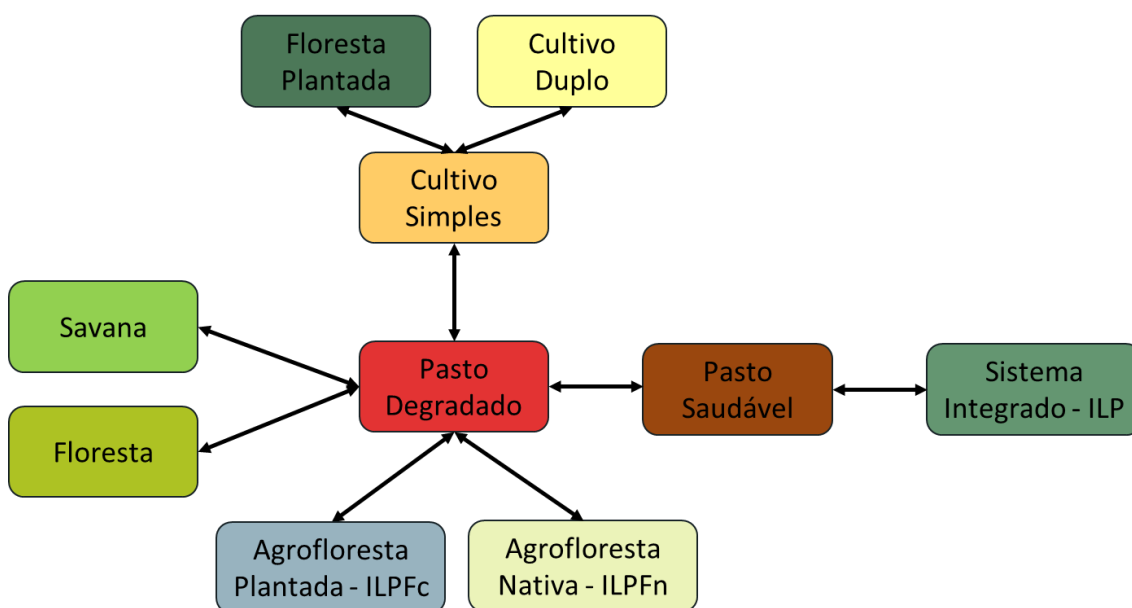 Floresta
Plantada
Cultivo
Duplo
Cultivo
Simples
Savana
Floresta
Pasto
Degradado
Pasto
Saudável
Sistema
Integrado - ILP
Agrofloresta
Plantada - ILPFc
Agrofloresta
Nativa - ILPFn